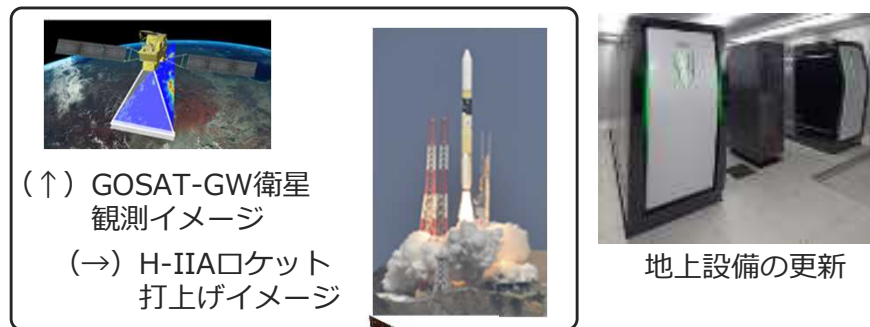 （↑）GOSAT-GW衛星
観測イメージ
（→）H-IIAロケット
打上げイメージ
地上設備の更新